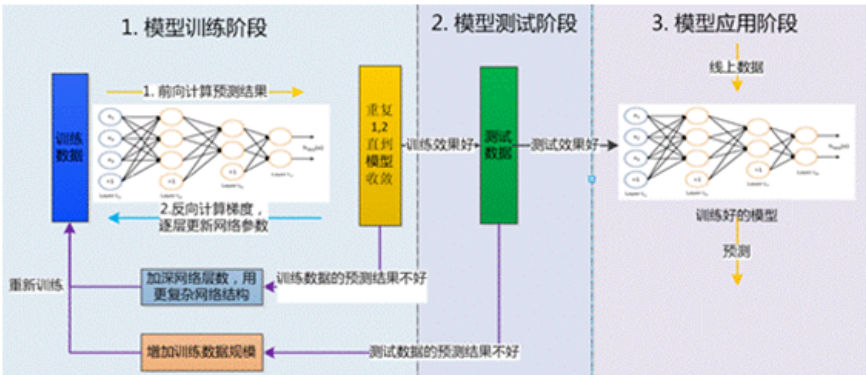 1. 模型训练阶段
2. 模型测试阶段
3. 模型应用阶段
训练
数据
1. 前向计算预测结果
2.反向计算梯度，
逐层更新网络参数
重复
1,2
直到
模型
收敛
训练效果好
测试
数据
测试效果好
线上数据
训练好的模型
预测
重新训练
加深网络层数，用
更复杂网络结构
训练数据的预测结果不好
增加训练数据规模
测试数据的预测结果不好